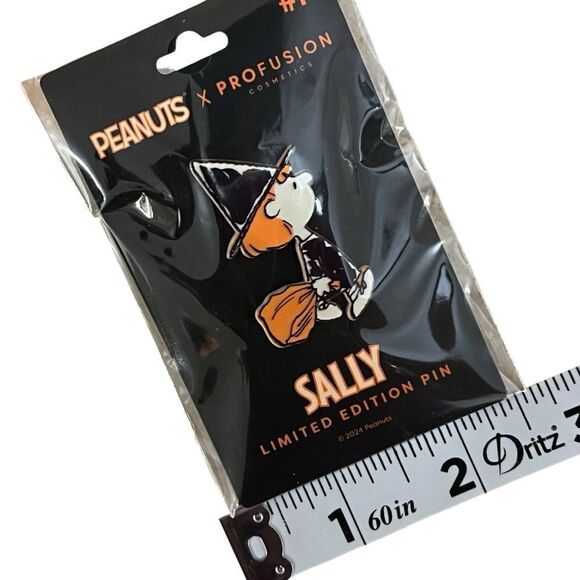 PEANUTS® X PROFUSION
COSMETICS
SALLY
LIMITED EDITION PIN
© 2024 Peanuts
1 60in 2 Dritz® 3